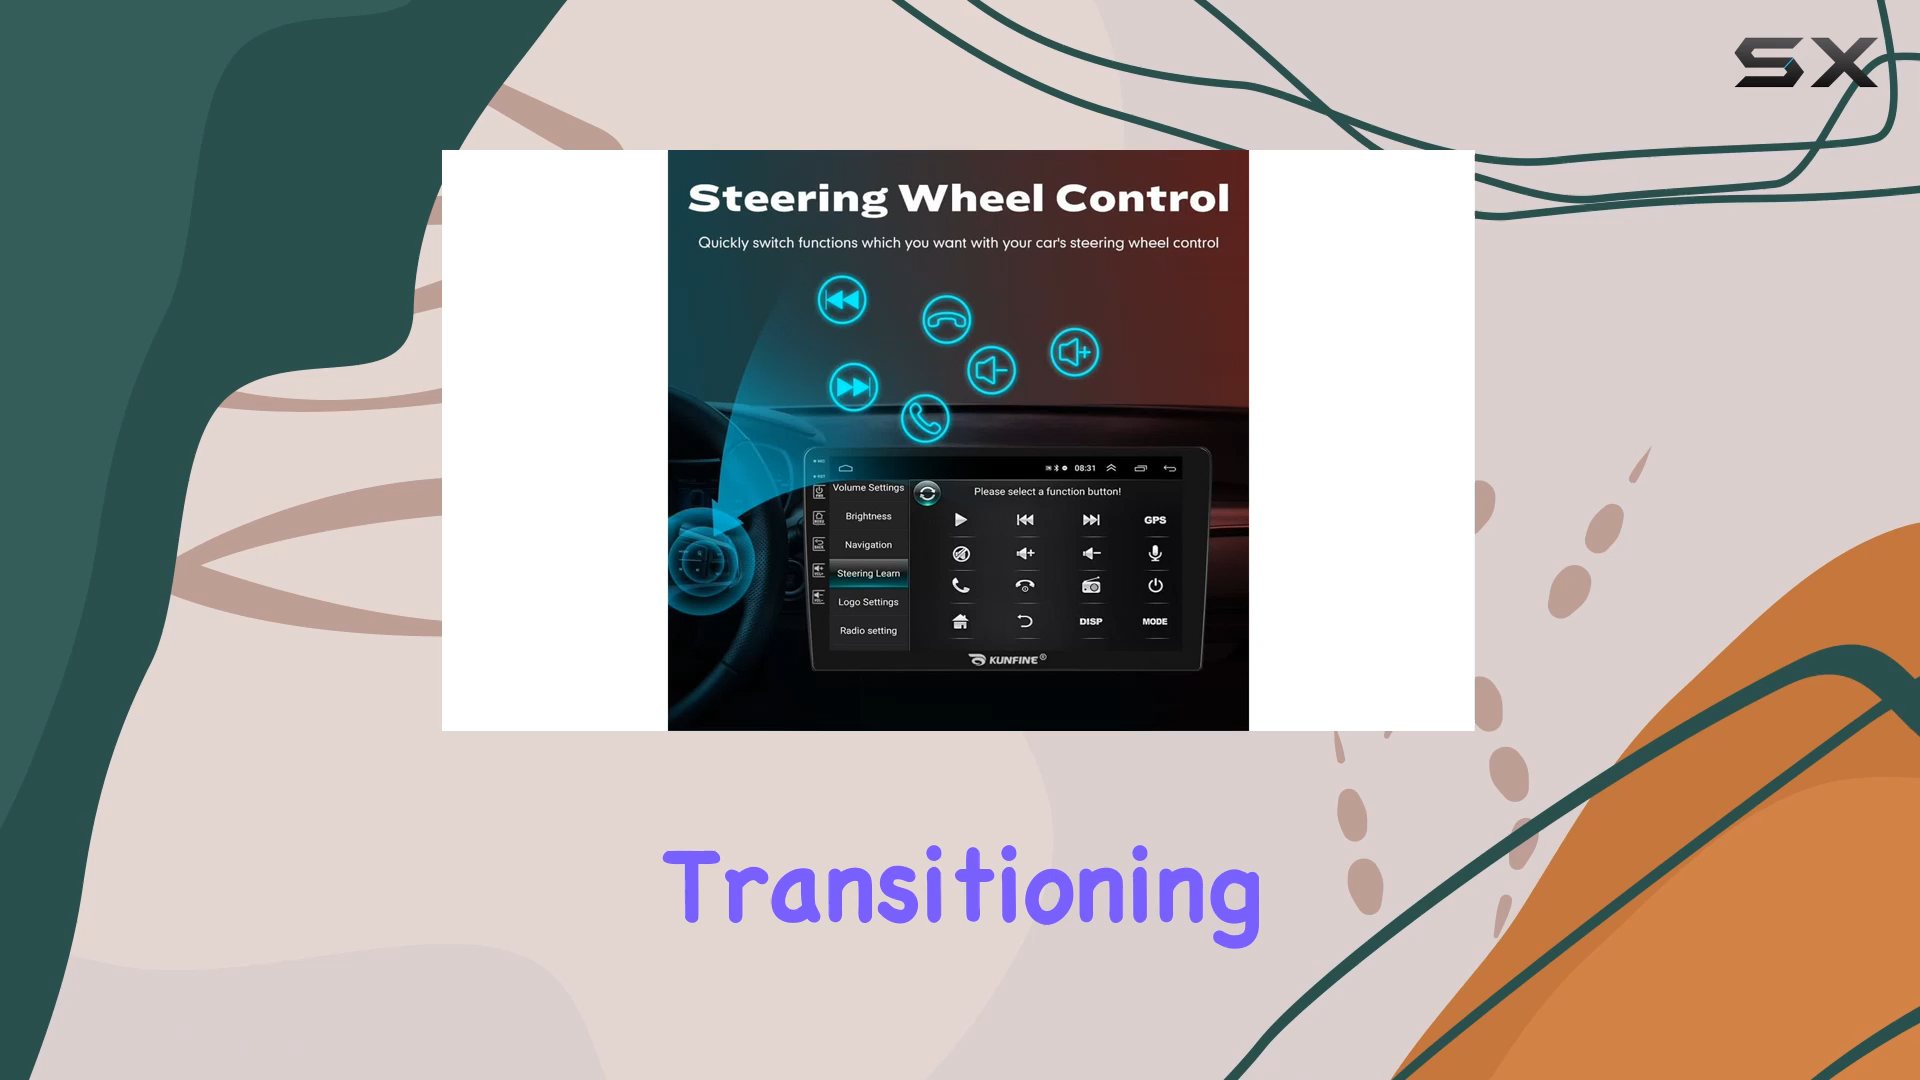 SX
Steering Wheel Control
Quickly switch functions which you want with your car's steering wheel control
08:31
Volume Settings
Please select a function button!
Brightness
GPS
Navigation
Steering Learn
Logo Settings
DISP
MODE
Radio setting
KUNFINE®
Transitioning